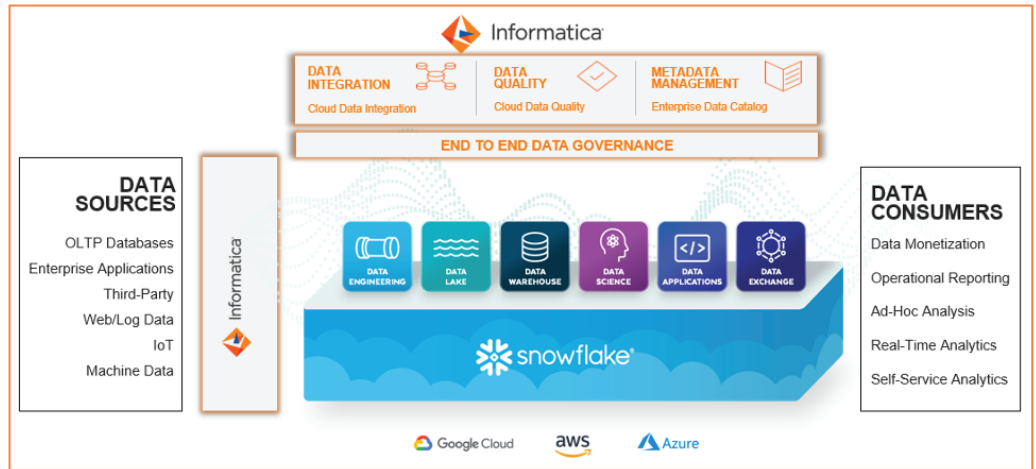 Informatica
DATA
INTEGRATION
Cloud Data Integration
DATA
QUALITY
Cloud Data Quality
METADATA
MANAGEMENT
Enterprise Data Catalog
END TO END DATA GOVERNANCE
DATA
SOURCES
OLTP Databases
Enterprise Applications
Third-Party
Web/Log Data
IoT
Machine Data
Informatica
DATA
ENGINEERING
DATA
LAKE
DATA
WAREHOUSE
DATA
SCIENCE
DATA
APPLICATIONS
DATA
EXCHANGE
snowflake®
DATA
CONSUMERS
Data Monetization
Operational Reporting
Ad-Hoc Analysis
Real-Time Analytics
Self-Service Analytics
Google Cloud
aws
Azure